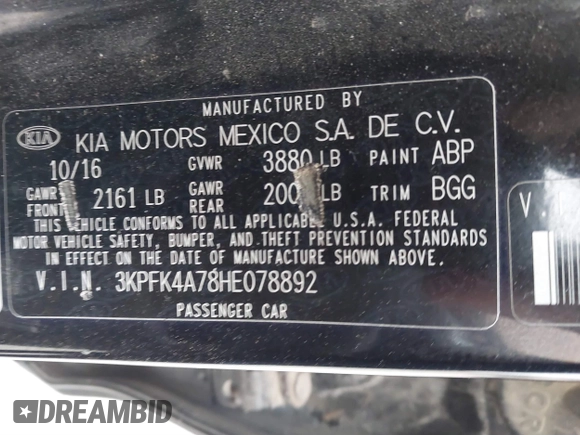 MANUFACTURED BY
KIA KIA MOTORS MEXICO S.A. DE C.V.
10/16 GVWR 3880 LB PAINT ABP
GAWR FRONT 2161 LB GAWR REAR LB TRIM BGG
THIS VEHICLE CONFORMS TO ALL APPLICABLE U.S.A. FEDERAL
MOTOR VEHICLE SAFETY, BUMPER, AND THEFT PREVENTION STANDARDS
IN EFFECT ON THE DATE OF MANUFACTURE SHOWN ABOVE.
V.I.N. 3KPFK4A78HE078892
PASSENGER CAR
V.
DREAMBID